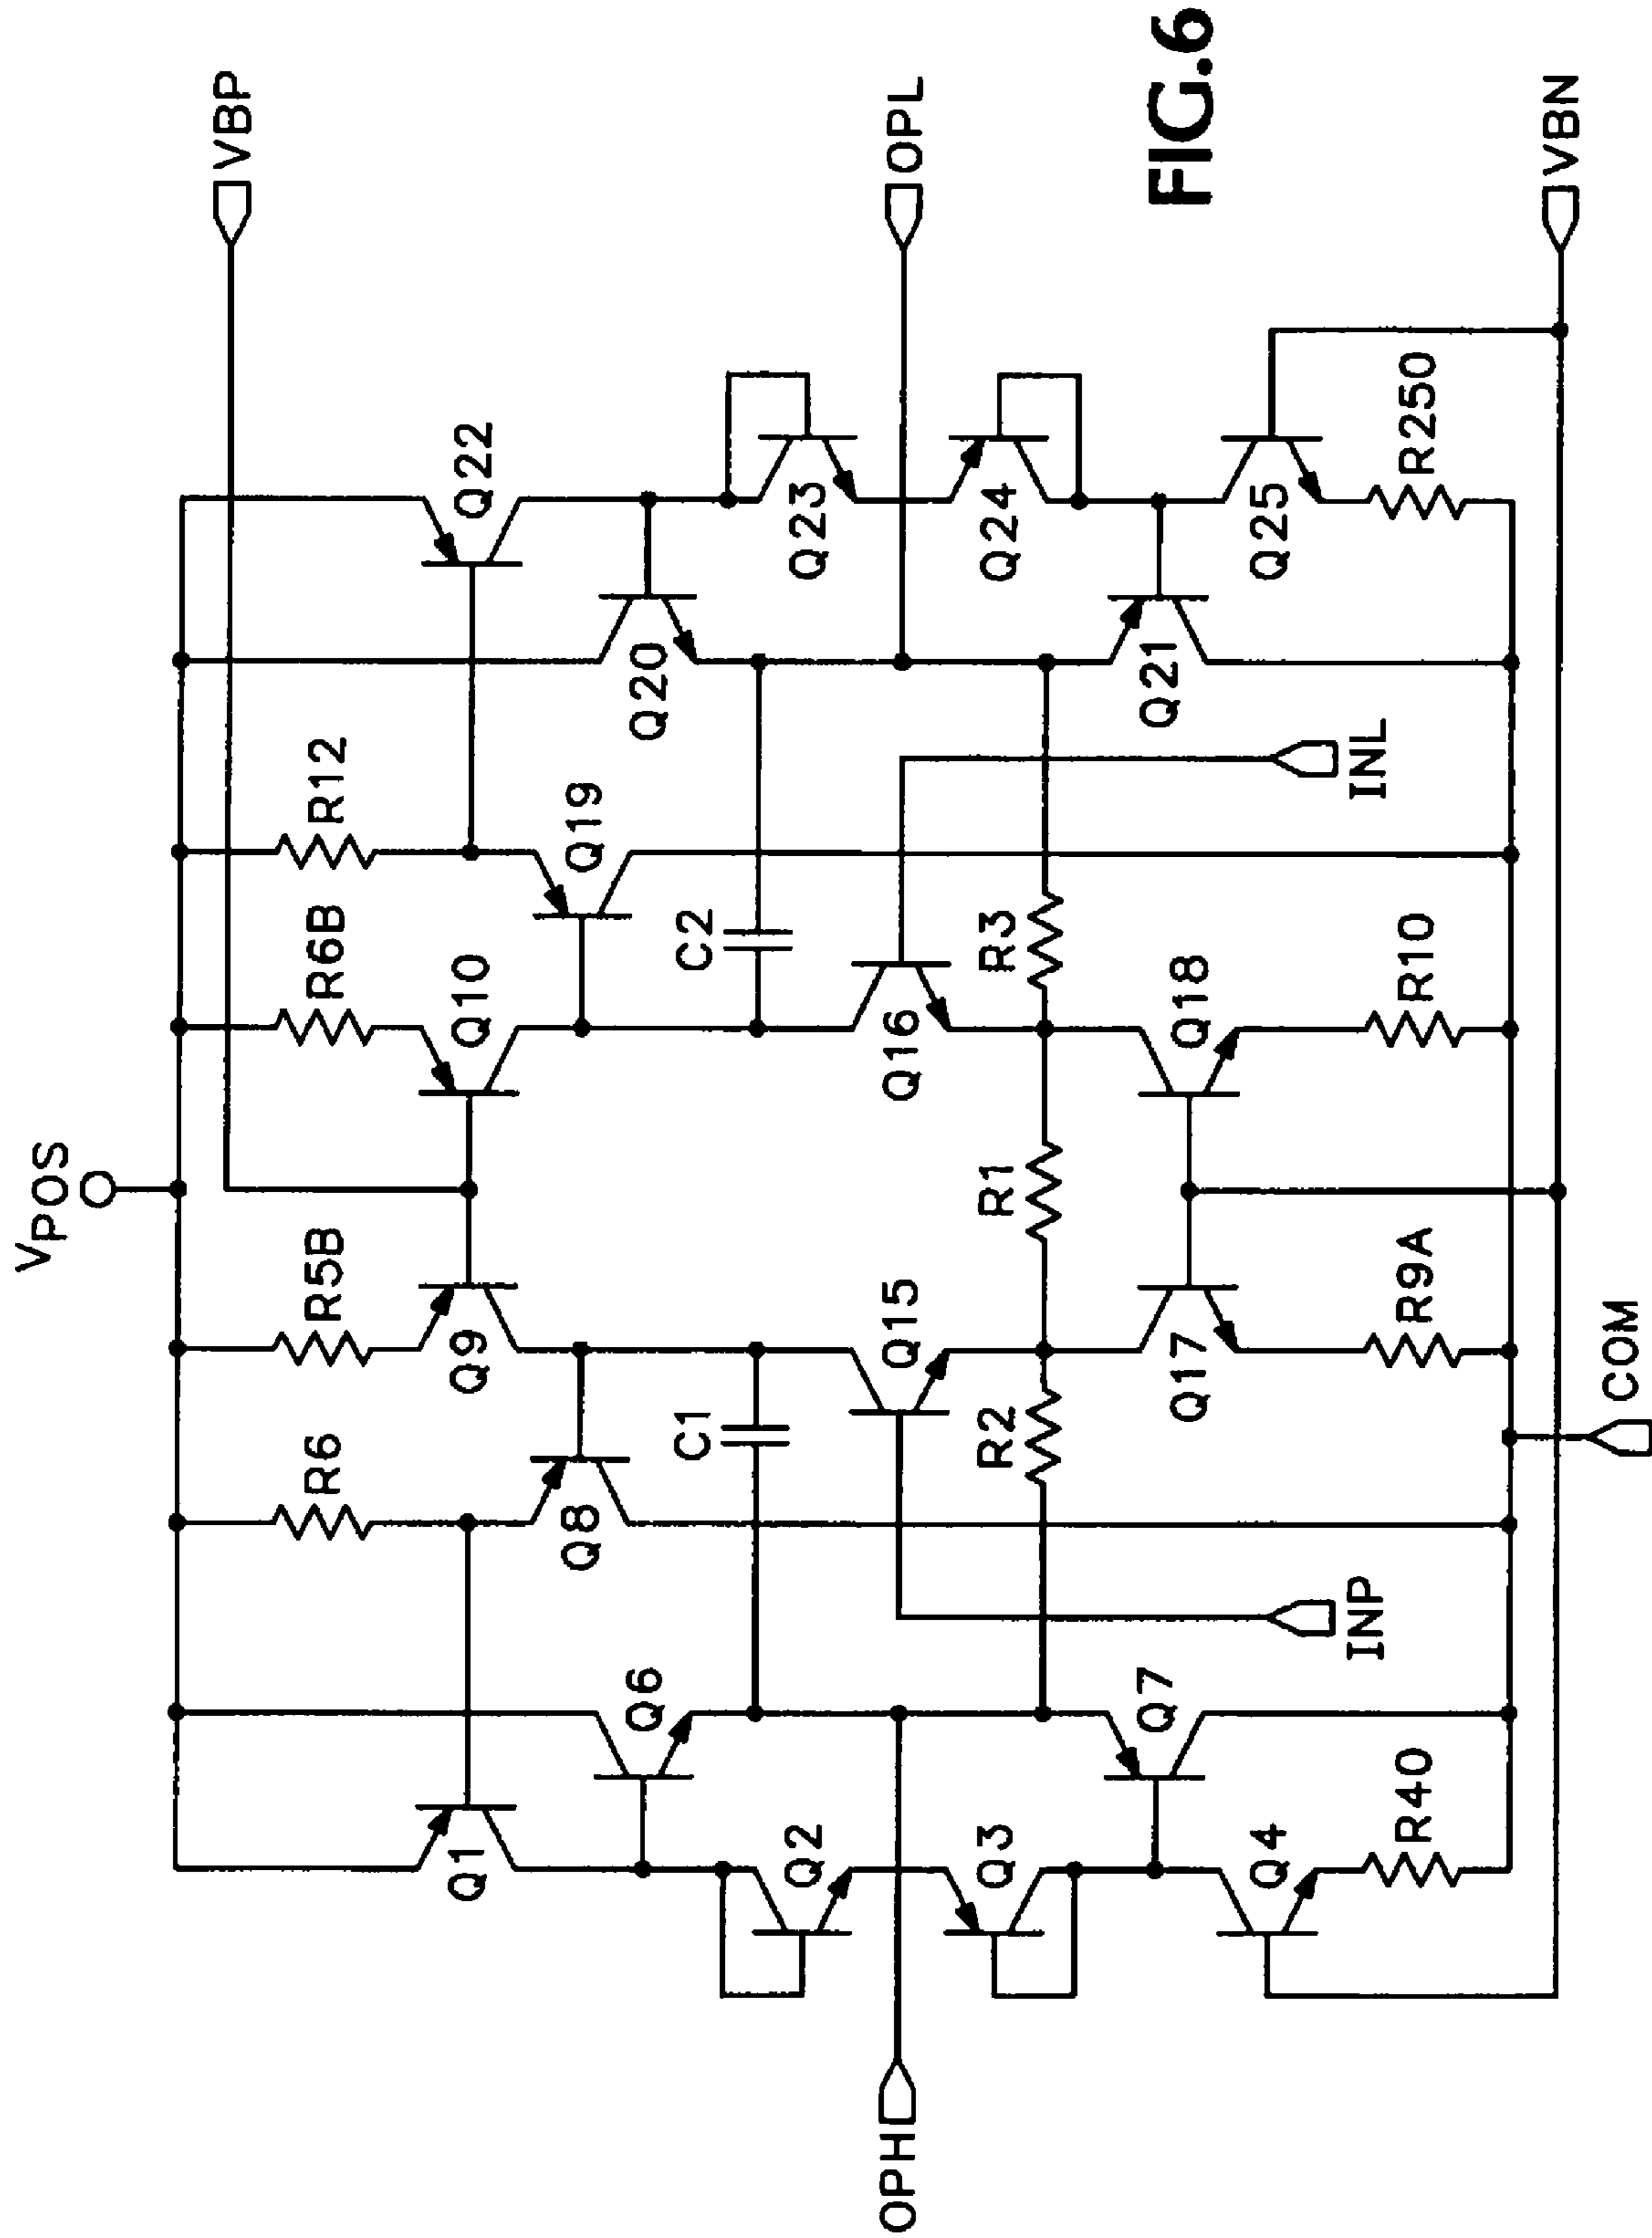 VPOS
VBP
R6
R5B
R6B
R12
Q1
Q9
Q10
Q22
Q8
Q19
Q6
Q20
C1
C2
Q2
Q23
OPH
Q15
Q16
OPL
Q3
R2
R1
R3
Q24
Q7
Q17
Q18
Q21
Q4
Q25
R40
INP
R9A
R10
INL
R250
COM
VBN
FIG.6